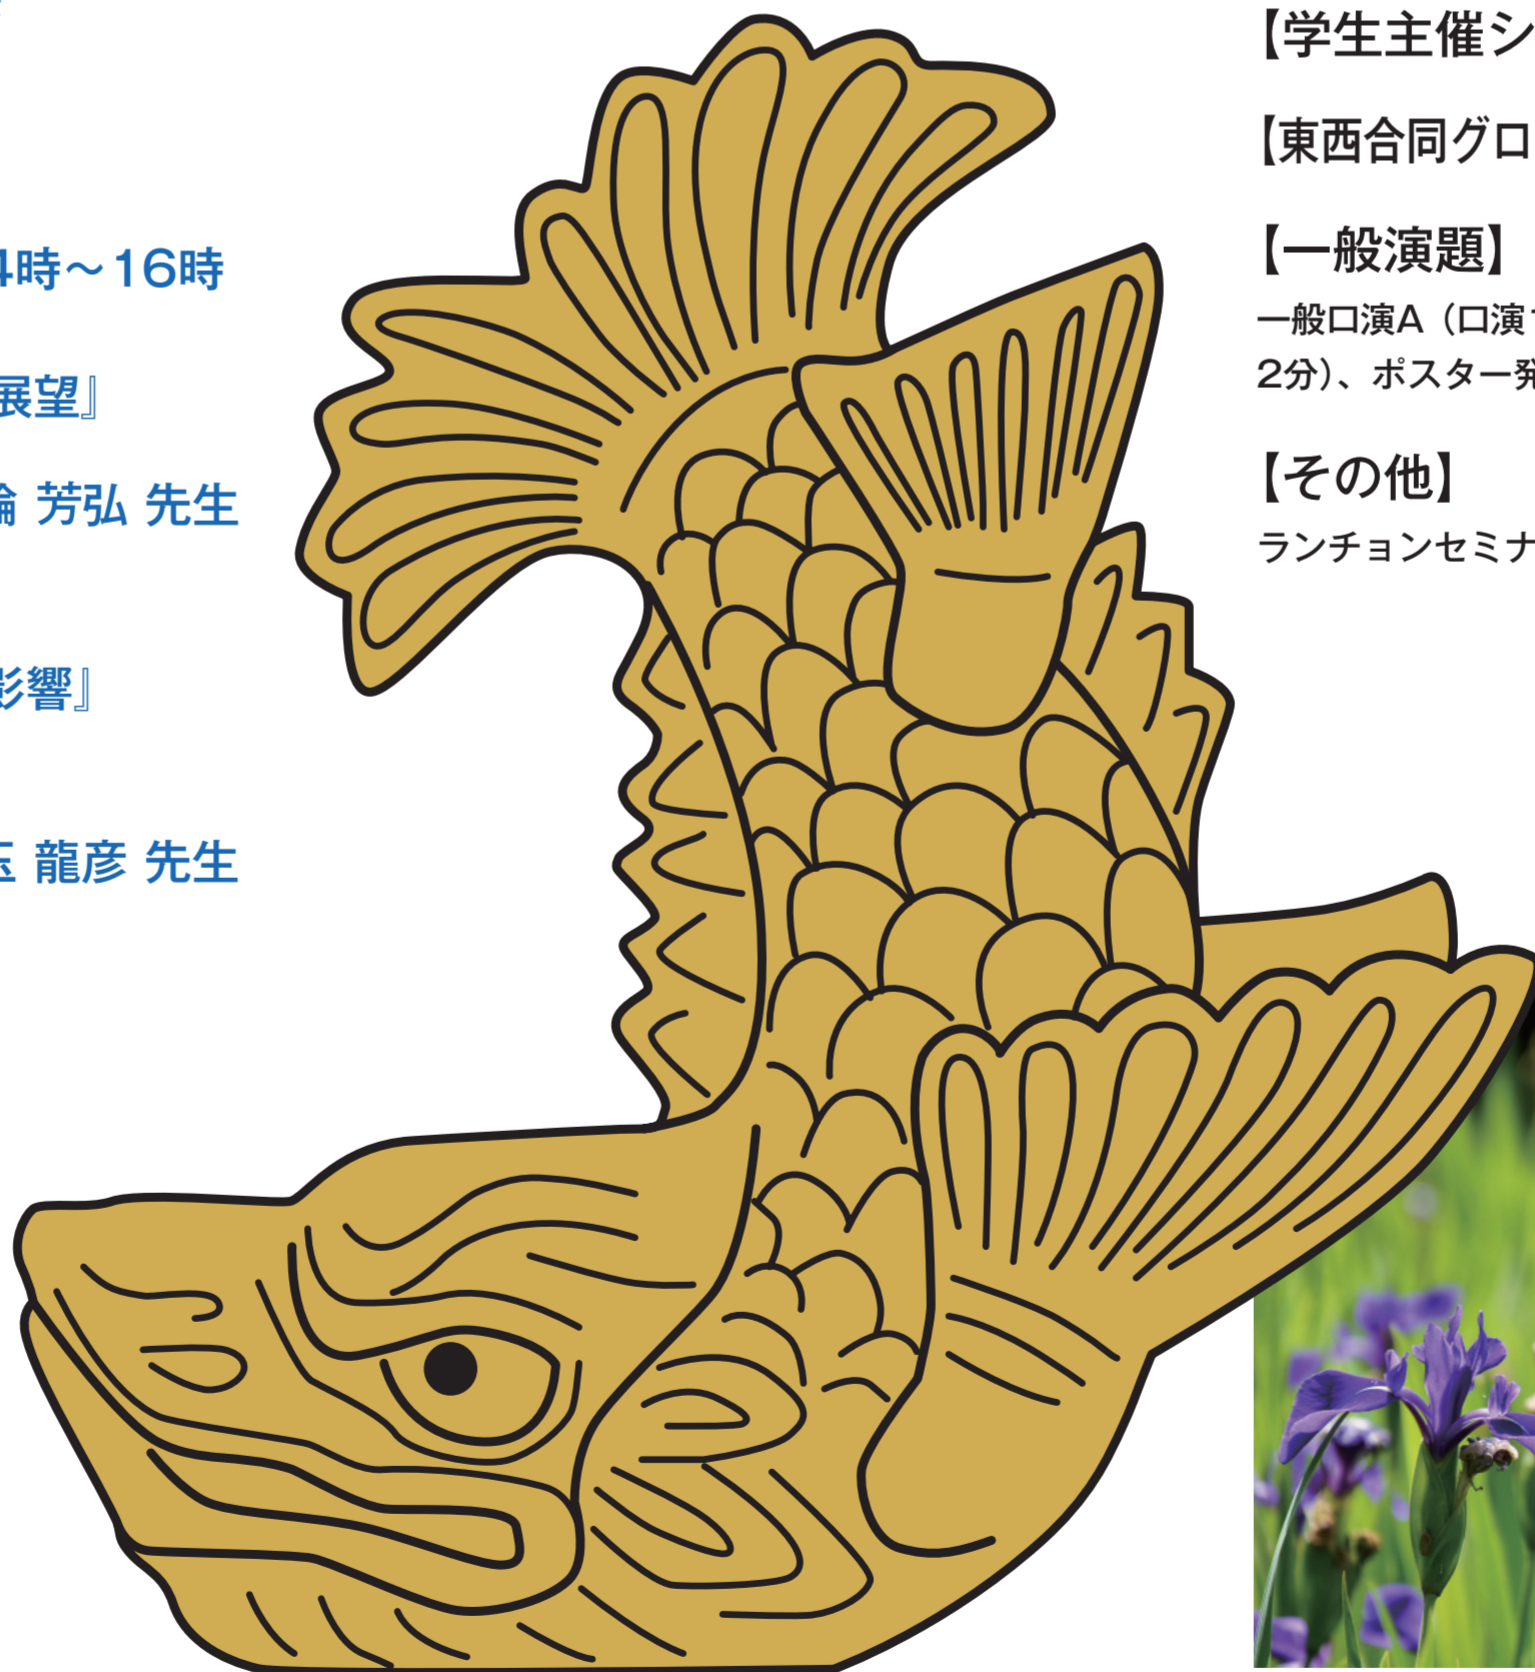 4時～16時
展望』
芳弘 先生
影響』
龍彦 先生
【学生主催シ
【東西合同グロ
【一般演題】
一般口演A（口演
2分）、ポスター発
【その他】
ランチョンセミナ